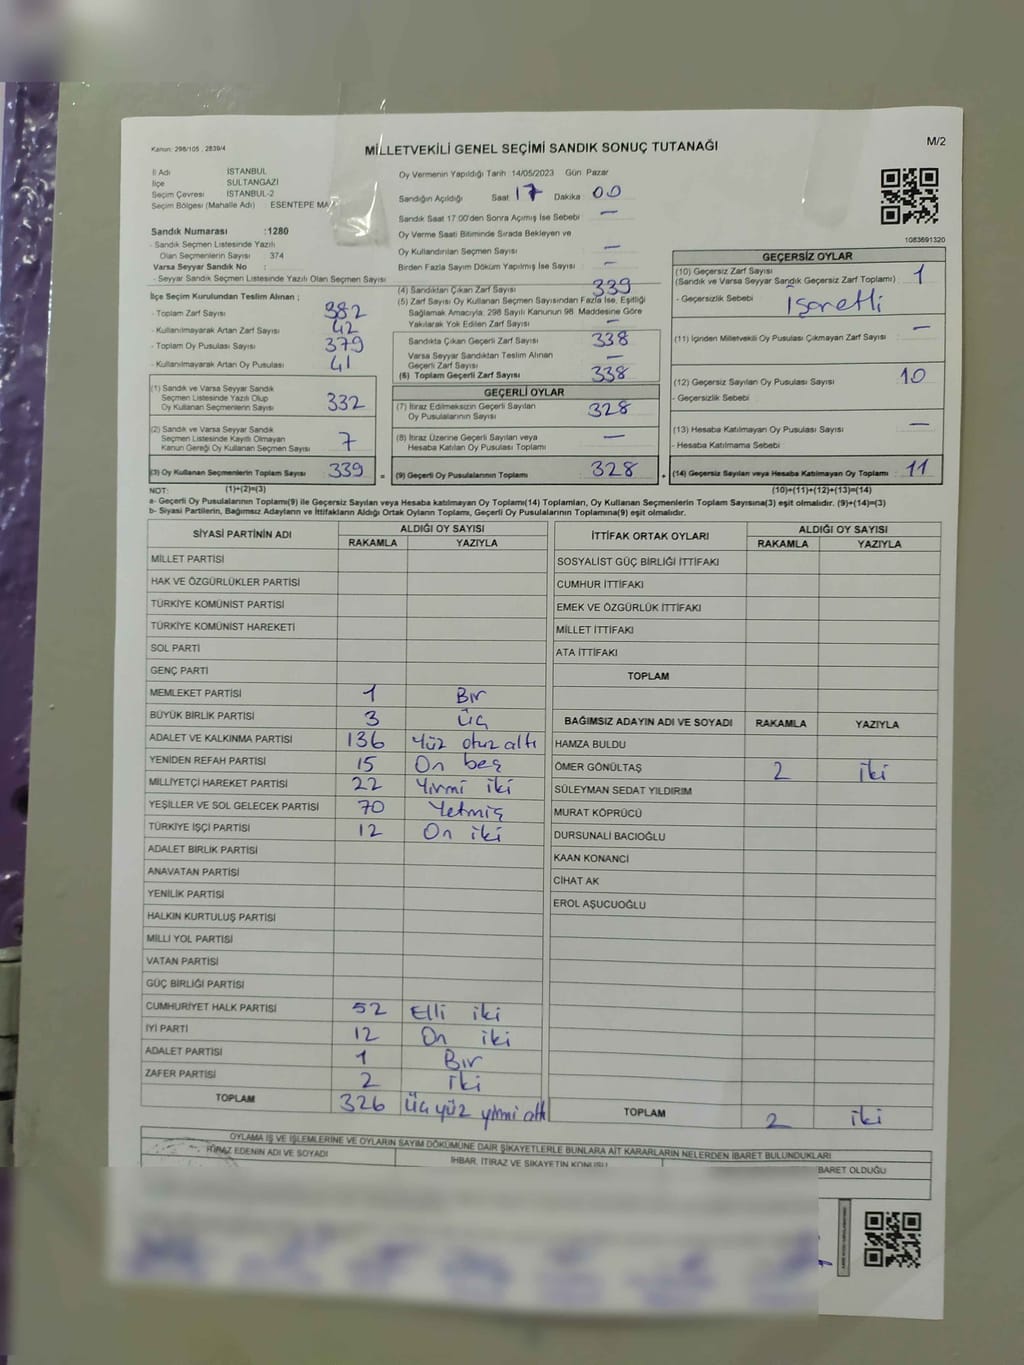 Kanun: 298/105 , 2839/4
MİLLETVEKİLİ GENEL SEÇİMİ SANDIK SONUÇ TUTANAĞI
M/2
İl Adı İSTANBUL
İlçe SULTANGAZİ
Seçim Çevresi İSTANBUL-2
Seçim Bölgesi (Mahalle Adı) : ESENTEPE MA
Sandık Numarası :1280
- Sandık Seçmen Listesinde Yazılı
Olan Seçmenlerin Sayısı 374
Varsa Seyyar Sandık No :
- Seyyar Sandık Seçmen Listesinde Yazılı Olan Seçmen Sayısı
Oy Vermenin Yapıldığı Tarih 14/05/2023 Gün Pazar
Sandığın Açıldığı Saat 17 Dakika 00
Sandık Saat 17:00'den Sonra Açımış İse Sebebi —
Oy Verme Saati Bitiminde Sırada Bekleyen ve
Oy Kullandırılan Seçmen Sayısı —
Birden Fazla Sayım Döküm Yapılmış İse Sayısı —
1083691320
İlçe Seçim Kurulundan Teslim Alınan ;
- Toplam Zarf Sayısı 382
- Kullanılmayarak Artan Zarf Sayısı 42
- Toplam Oy Pusulası Sayısı 379
- Kullanılmayarak Artan Oy Pusulası 41
(1) Sandık ve Varsa Seyyar Sandık
Seçmen Listesinde Yazılı Olup
Oy Kullanan Seçmenlerin Sayısı 332
(2) Sandık ve Varsa Seyyar Sandık
Seçmen Listesinde Kayıtlı Olmayan
Kanun Gereği Oy Kullanan Seçmen Sayısı 7
(3) Oy Kullanan Seçmenlerin Toplam Sayısı 339
(1)+(2)=(3)
(4) Sandıktan Çıkan Zarf Sayısı 339
(5) Zarf Sayısı Oy Kullanan Seçmen Sayısından Fazla İse, Eşitliği
Sağlamak Amacıyla, 298 Sayılı Kanunun 98. Maddesine Göre
Yakılarak Yok Edilen Zarf Sayısı —
Sandıkta Çıkan Geçerli Zarf Sayısı 338
Varsa Seyyar Sandıktan Teslim Alınan
Geçerli Zarf Sayısı —
(6) Toplam Geçerli Zarf Sayısı 338
GEÇERLİ OYLAR
(7) İtiraz Edilmeksizin Geçerli Sayılan
Oy Pusulalarının Sayısı 328
(8) İtiraz Üzerine Geçerli Sayılan veya
Hesaba Katılan Oy Pusulası Toplamı —
= (9) Geçerli Oy Pusulalarının Toplamı 328 +
GEÇERSİZ OYLAR
(10) Geçersiz Zarf Sayısı 1
(Sandık ve Varsa Seyyar Sandık Geçersiz Zarf Toplamı)
- Geçersizlik Sebebi İşaretli
(11) İçinden Milletvekili Oy Pusulası Çıkmayan Zarf Sayısı —
(12) Geçersiz Sayılan Oy Pusulası Sayısı 10
- Geçersizlik Sebebi
(13) Hesaba Katılmayan Oy Pusulası Sayısı —
- Hesaba Katılmama Sebebi
(14) Geçersiz Sayılan veya Hesaba Katılmayan Oy Toplamı 11
(10)+(11)+(12)+(13)=(14)
NOT:
a- Geçerli Oy Pusulalarının Toplamı(9) ile Geçersiz Sayılan veya Hesaba katılmayan Oy Toplamı(14) Toplamları, Oy Kullanan Seçmenlerin Toplam Sayısına(3) eşit olmalıdır. (9)+(14)=(3)
b- Siyasi Partilerin, Bağımsız Adayların ve İttifakların Aldığı Ortak Oyların Toplamı, Geçerli Oy Pusulalarının Toplamına(9) eşit olmalıdır.
SİYASİ PARTİNİN ADI ALDIĞI OY SAYISI
RAKAMLA YAZIYLA
MİLLET PARTİSİ
HAK VE ÖZGÜRLÜKLER PARTİSİ
TÜRKİYE KOMÜNİST PARTİSİ
TÜRKİYE KOMÜNİST HAREKETİ
SOL PARTİ
GENÇ PARTİ
MEMLEKET PARTİSİ 1 Bir
BÜYÜK BİRLİK PARTİSİ 3 Üç
ADALET VE KALKINMA PARTİSİ 136 Yüz otuz altı
YENİDEN REFAH PARTİSİ 15 On beş
MİLLİYETÇİ HAREKET PARTİSİ 22 Yirmi iki
YEŞİLLER VE SOL GELECEK PARTİSİ 70 Yetmiş
TÜRKİYE İŞÇİ PARTİSİ 12 On iki
ADALET BİRLİK PARTİSİ
ANAVATAN PARTİSİ
YENİLİK PARTİSİ
HALKIN KURTULUŞ PARTİSİ
MİLLİ YOL PARTİSİ
VATAN PARTİSİ
GÜÇ BİRLİĞİ PARTİSİ
CUMHURİYET HALK PARTİSİ 52 Elli iki
İYİ PARTİ 12 On iki
ADALET PARTİSİ 1 Bir
ZAFER PARTİSİ 2 iki
TOPLAM 326 Üç yüz yirmi altı
İTTİFAK ORTAK OYLARI ALDIĞI OY SAYISI
RAKAMLA YAZIYLA
SOSYALİST GÜÇ BİRLİĞİ İTTİFAKI
CUMHUR İTTİFAKI
EMEK VE ÖZGÜRLÜK İTTİFAKI
MİLLET İTTİFAKI
ATA İTTİFAKI
TOPLAM
BAĞIMSIZ ADAYIN ADI VE SOYADI RAKAMLA YAZIYLA
HAMZA BULDU
ÖMER GÖNÜLTAŞ 2 iki
SÜLEYMAN SEDAT YILDIRIM
MURAT KÖPRÜCÜ
DURSUNALİ BACIOĞLU
KAAN KONANCİ
CİHAT AK
EROL AŞUCUOĞLU
TOPLAM 2 iki
OYLAMA İŞ VE İŞLEMLERİNE VE OYLARIN SAYIM DÖKÜMÜNE DAİR ŞİKAYETLERLE BUNLARA AİT KARARLARIN NELERDEN İBARET BULUNDUKLARI
İTİRAZ EDENİN ADI VE SOYADI
İHBAR, İTİRAZ VE ŞİKAYETİN KONUSU
BARET OLDUĞU